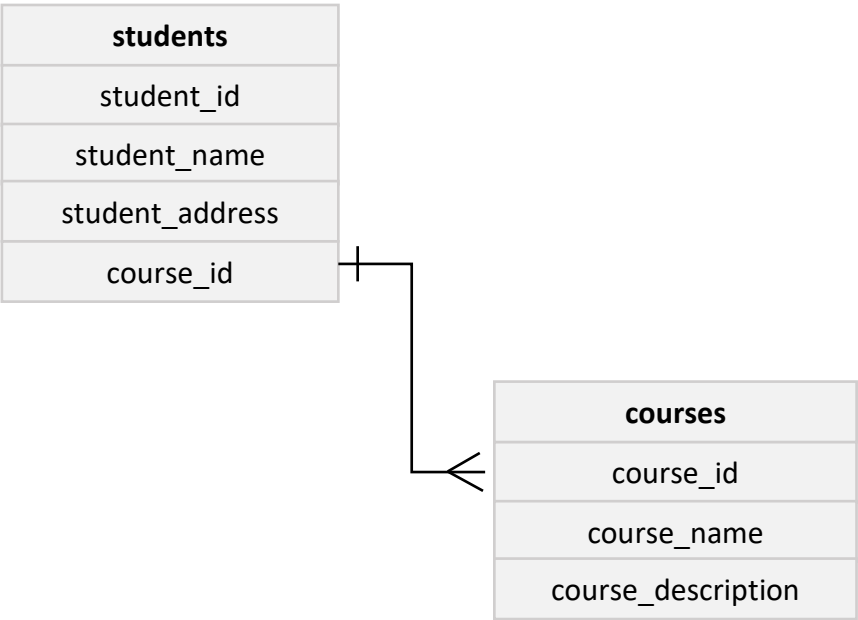 students
student_id
student_name
student_address
course_id
courses
course_id
course_name
course_description